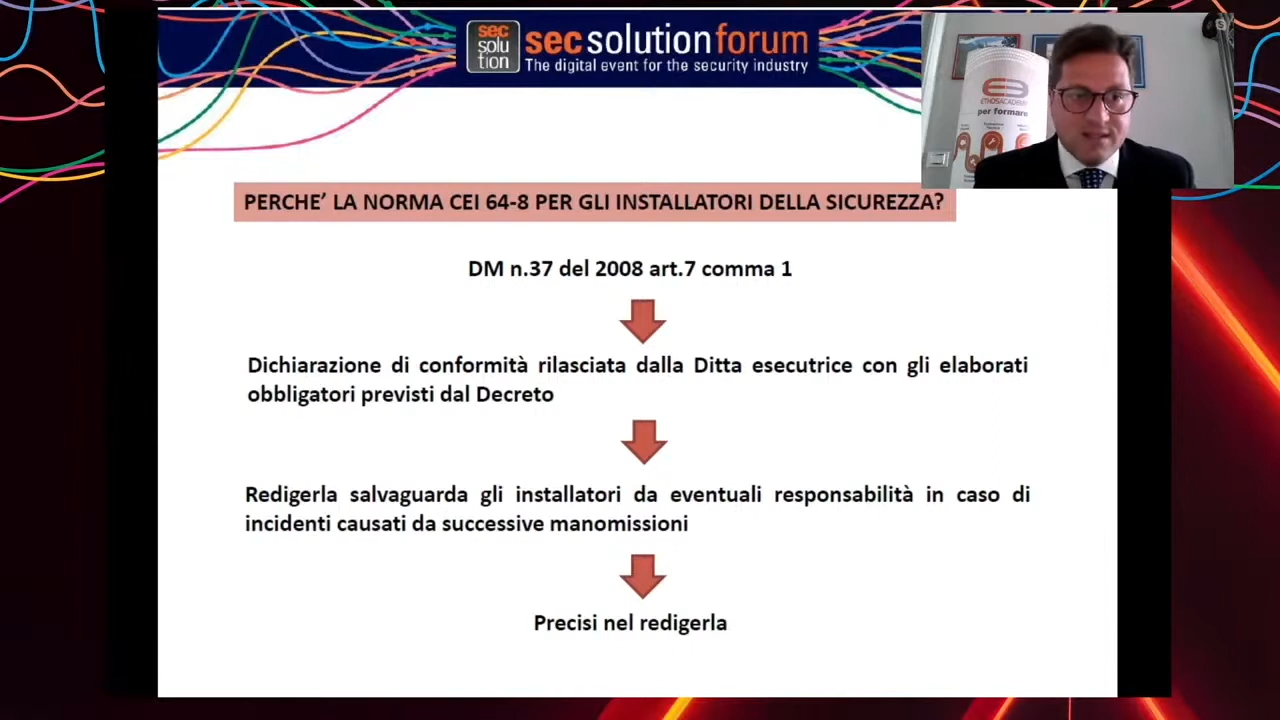 sec
solu
tion
secsolutionforum
The digital event for the security industry
ETHOSACADEMY
per formare
PERCHE’ LA NORMA CEI 64-8 PER GLI INSTALLATORI DELLA SICUREZZA?
DM n.37 del 2008 art.7 comma 1
Dichiarazione di conformità rilasciata dalla Ditta esecutrice con gli elaborati
obbligatori previsti dal Decreto
Redigerla salvaguarda gli installatori da eventuali responsabilità in caso di
incidenti causati da successive manomissioni
Precisi nel redigerla